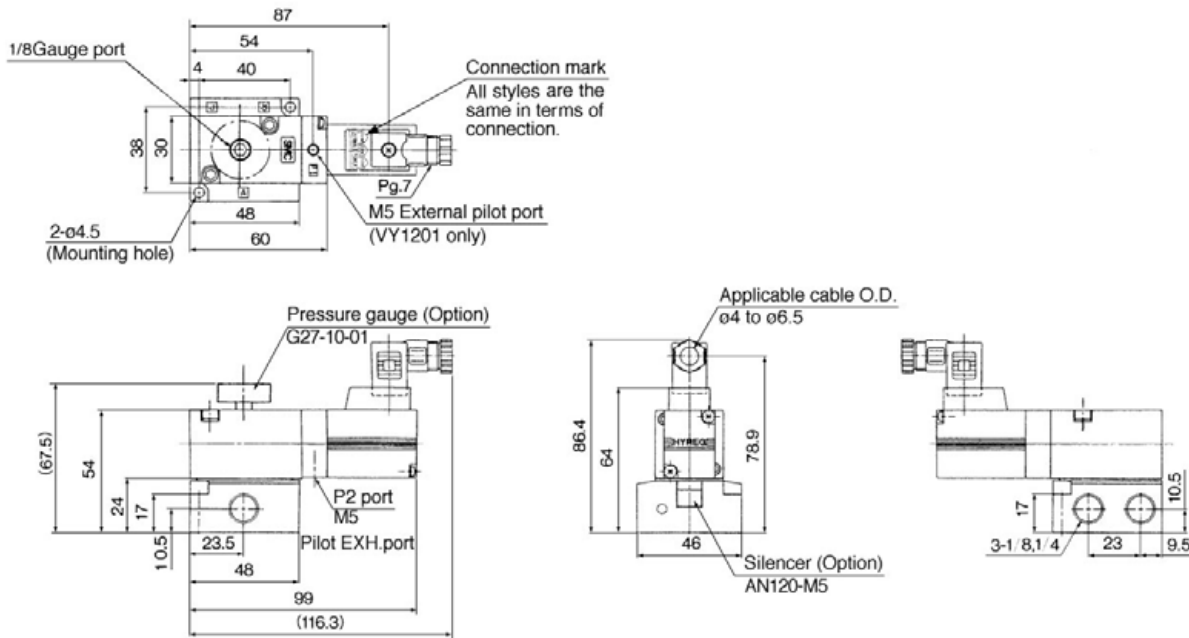 87
54
1/8Gauge port
4
40
Connection mark
All styles are the
same in terms of
connection.
38
30
SMC
A
Pg.7
M5 External pilot port
(VY1201 only)
48
60
2-ø4.5
(Mounting hole)
Pressure gauge (Option)
G27-10-01
(67.5)
54
24
17
10.5
23.5
P2 port
M5
Pilot EXH.port
48
99
(116.3)
Applicable cable O.D.
ø4 to ø6.5
86.4
64
78.9
46
Silencer (Option)
AN120-M5
17
3-1/8,1/4
23
10.5
9.5